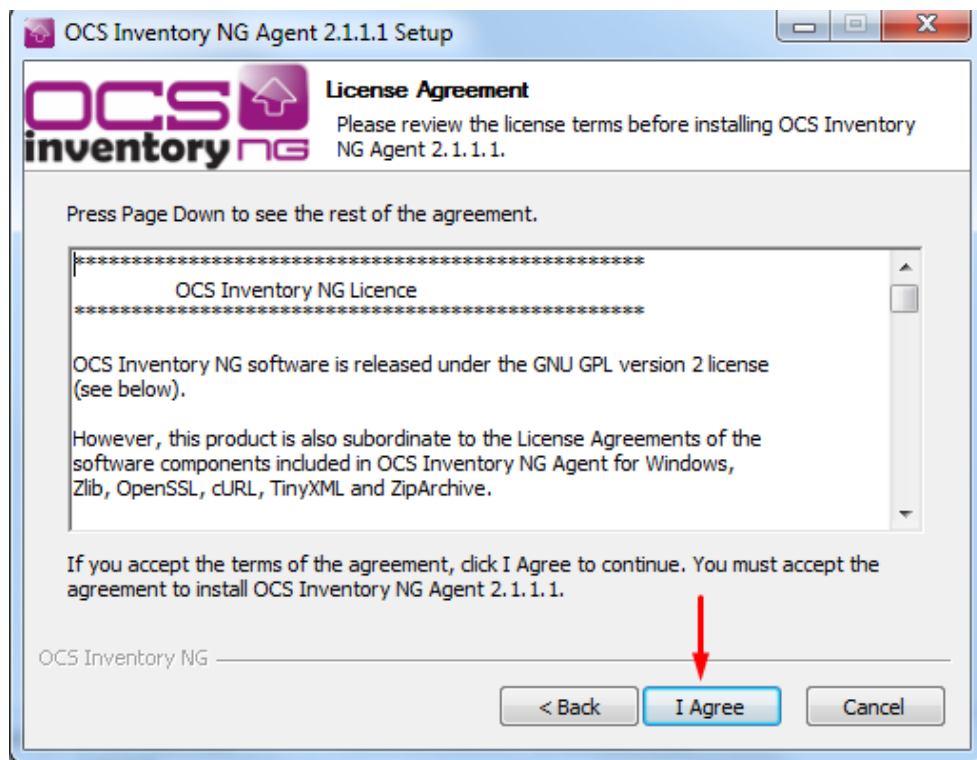 OCS Inventory NG Agent 2.1.1.1 Setup
OCS
inventory NG
License Agreement
Please review the license terms before installing OCS Inventory
NG Agent 2.1.1.1.
Press Page Down to see the rest of the agreement.
**************************************************
OCS Inventory NG Licence
**************************************************
OCS Inventory NG software is released under the GNU GPL version 2 license
(see below).
However, this product is also subordinate to the License Agreements of the
software components included in OCS Inventory NG Agent for Windows,
Zlib, OpenSSL, cURL, TinyXML and ZipArchive.
If you accept the terms of the agreement, click I Agree to continue. You must accept the
agreement to install OCS Inventory NG Agent 2.1.1.1.
OCS Inventory NG
< Back
I Agree
Cancel